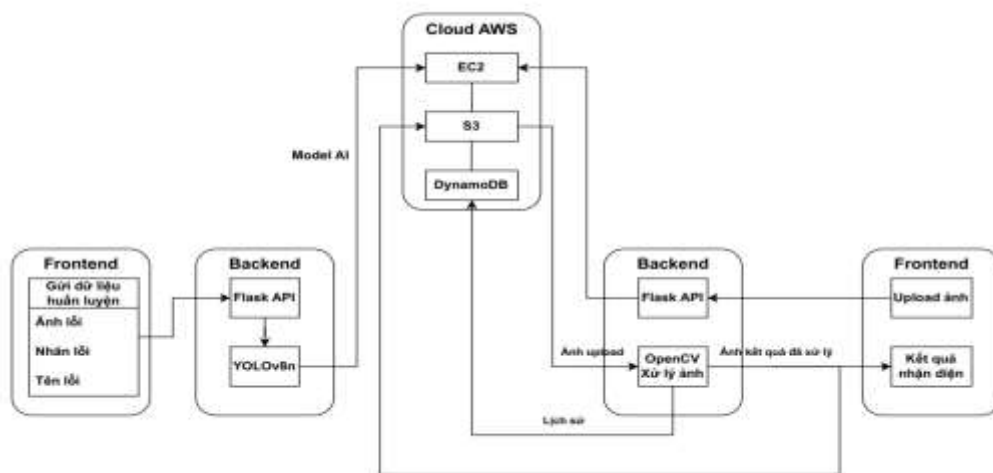 Cloud AWS
EC2
S3
DynamoDB
Model AI
Frontend
Gửi dữ liệu
huấn luyện
Ảnh lỗi
Nhãn lỗi
Tên lỗi
Backend
Flask API
YOLOv8n
Backend
Flask API
Ảnh upload
OpenCV
Xử lý ảnh
Ảnh kết quả đã xử lý
Lịch sử
Frontend
Upload ảnh
Kết quả
nhận diện